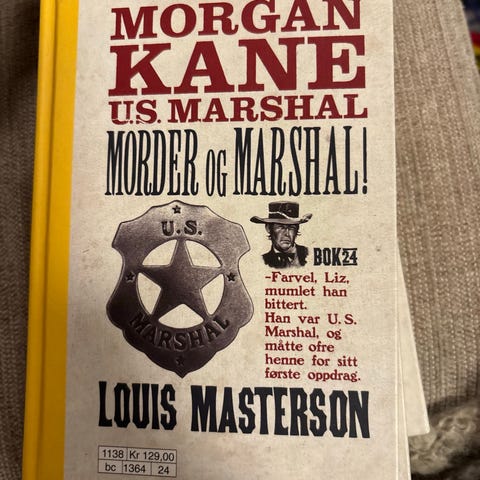 MORGAN
KANE
U.S. MARSHAL
MORDER OG MARSHAL!
U.S.
MARSHAL
BOK 24
-Farvel, Liz,
mumlet han
bittert.
Han var U.S.
Marshal, og
måtte ofre
henne for sitt
første oppdrag.
LOUIS MASTERSON
1138 Kr 129,00
bc 1364 24